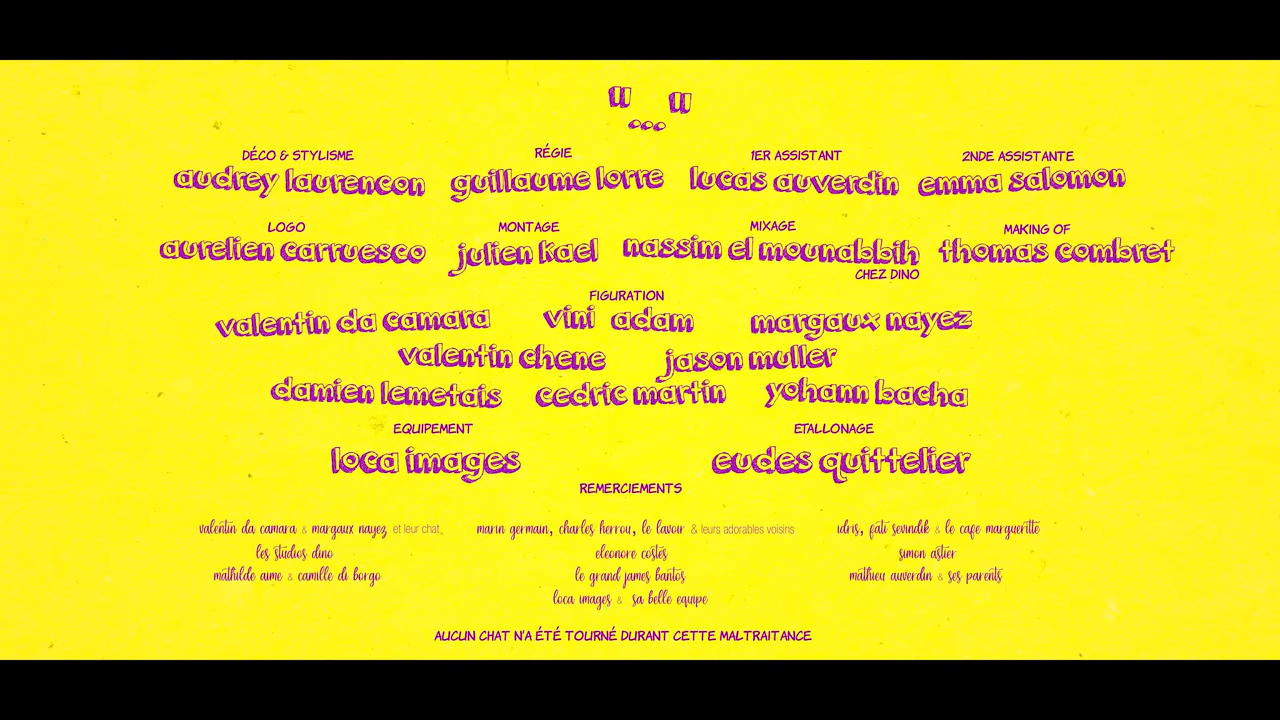 "..."
DÉCO & STYLISME RÉGIE 1ER ASSISTANT 2NDE ASSISTANTE
audrey laurencon guillaume lorre lucas auverdin emma salomon
LOGO MONTAGE MIXAGE MAKING OF
aurelien carruesco julien kael nassim el mounabbih thomas combret
CHEZ DINO
FIGURATION
valentin da camara vini adam margaux nayez
valentin chene jason muller
damien lemetais cedric martin yohann bacha
EQUIPEMENT ETALLONAGE
loca images eudes quittelier
REMERCIEMENTS
valentin da camara & margaux nayez et leur chat, marin germain, charles herrou, le lavoir & leurs adorables voisins idris, fati sevindik & le cafe margueritte
les studios dino eleonore costes simon astier
mathilde aime & camille di borgo le grand james bantos mathieu auverdin & ses parents
loca images & sa belle equipe
AUCUN CHAT N'A ÉTÉ TOURNÉ DURANT CETTE MALTRAITANCE